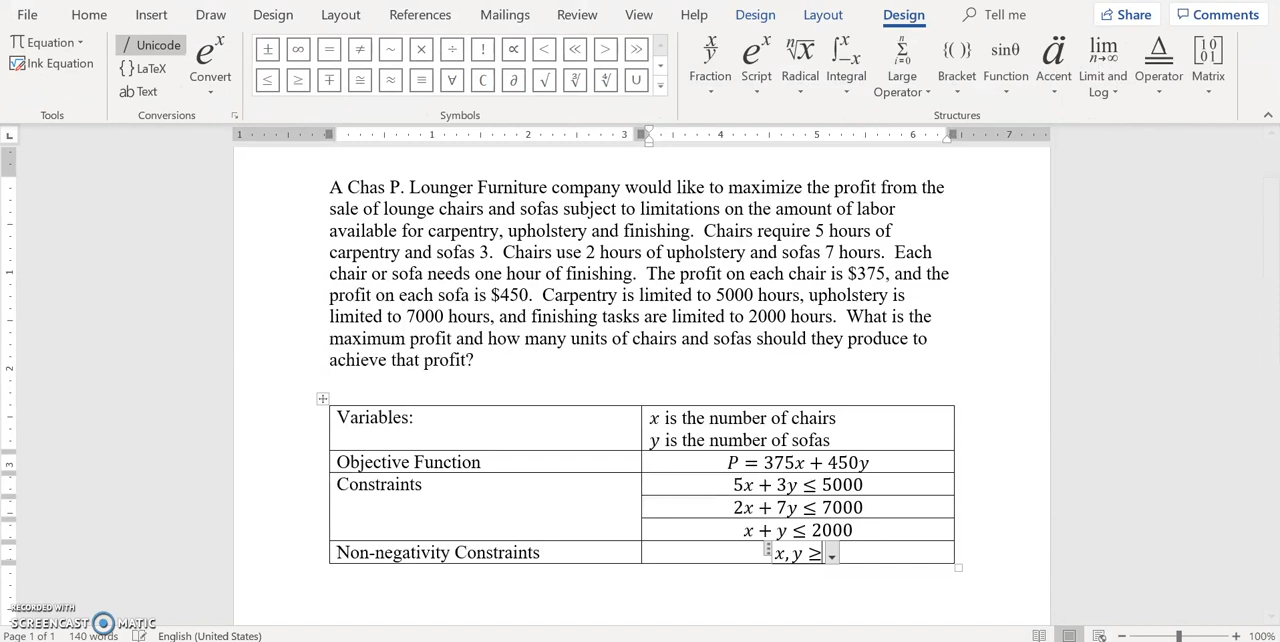 File Home Insert Draw Design Layout References Mailings Review View Help Design Layout Design Tell me Share Comments
Equation Unicode
Ink Equation {} LaTeX Convert
ab Text
Fraction Script Radical Integral Large Operator Bracket Function Accent Limit and Log Operator Matrix
Tools Conversions Symbols Structures
A Chas P. Lounger Furniture company would like to maximize the profit from the
sale of lounge chairs and sofas subject to limitations on the amount of labor
available for carpentry, upholstery and finishing. Chairs require 5 hours of
carpentry and sofas 3. Chairs use 2 hours of upholstery and sofas 7 hours. Each
chair or sofa needs one hour of finishing. The profit on each chair is $375, and the
profit on each sofa is $450. Carpentry is limited to 5000 hours, upholstery is
limited to 7000 hours, and finishing tasks are limited to 2000 hours. What is the
maximum profit and how many units of chairs and sofas should they produce to
achieve that profit?
Variables: x is the number of chairs
y is the number of sofas
Objective Function P = 375x + 450y
Constraints 5x + 3y ≤ 5000
2x + 7y ≤ 7000
x + y ≤ 2000
Non-negativity Constraints x, y ≥
RECORDED WITH
SCREENCAST MATIC
Page 1 of 1 140 words English (United States) 100%